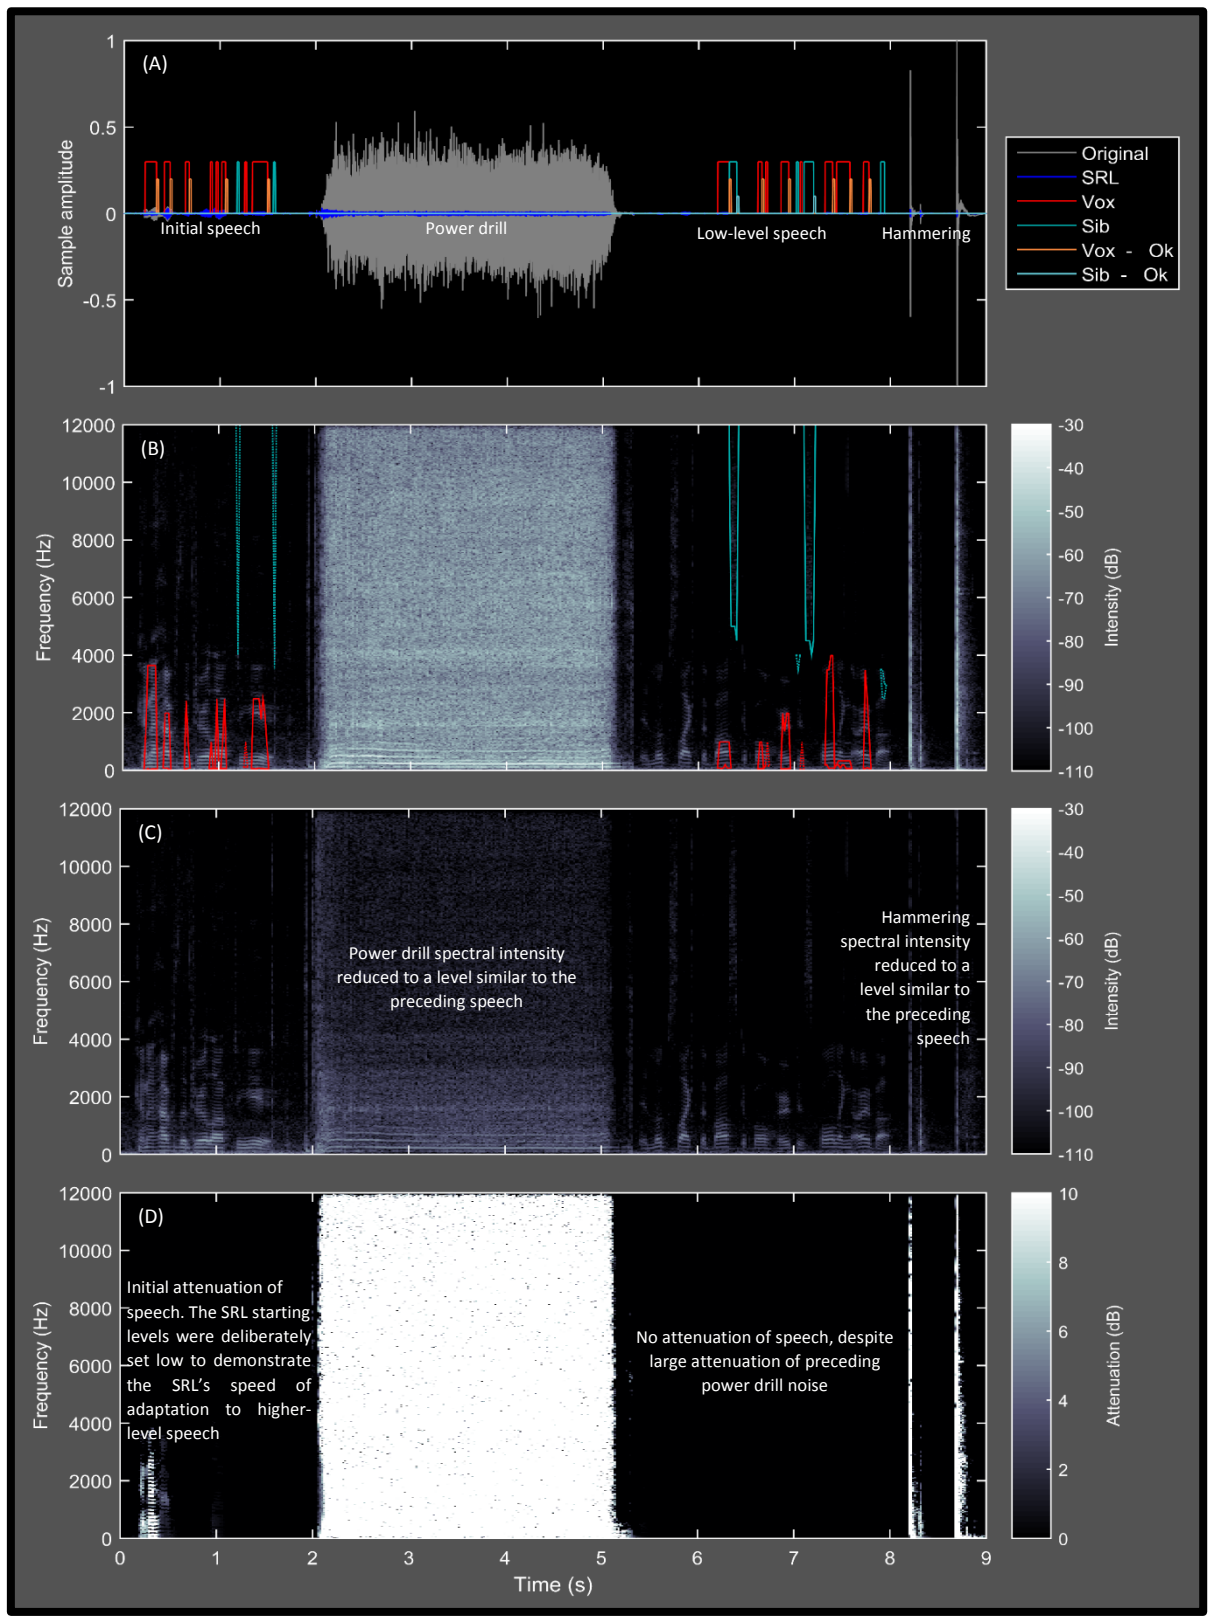 1
0.5
0
-0.5
-1
Sample amplitude
(A)
Initial speech
Power drill
Low-level speech
Hammering
Original
SRL
Vox
Sib
Vox - Ok
Sib - Ok
12000
10000
8000
6000
4000
2000
0
Frequency (Hz)
(B)
-30
-40
-50
-60
-70
-80
-90
-100
-110
Intensity (dB)
12000
10000
8000
6000
4000
2000
0
Frequency (Hz)
(C)
Power drill spectral intensity
reduced to a level similar to the
preceding speech
Hammering
spectral intensity
reduced to a
level similar to
the preceding
speech
-30
-40
-50
-60
-70
-80
-90
-100
-110
Intensity (dB)
12000
10000
8000
6000
4000
2000
0
Frequency (Hz)
(D)
Initial attenuation of
speech. The SRL starting
levels were deliberately
set low to demonstrate
the SRL's speed of
adaptation to higher-
level speech
No attenuation of speech, despite
large attenuation of preceding
power drill noise
10
8
6
4
2
0
Attenuation (dB)
0 1 2 3 4 5 6 7 8 9
Time (s)